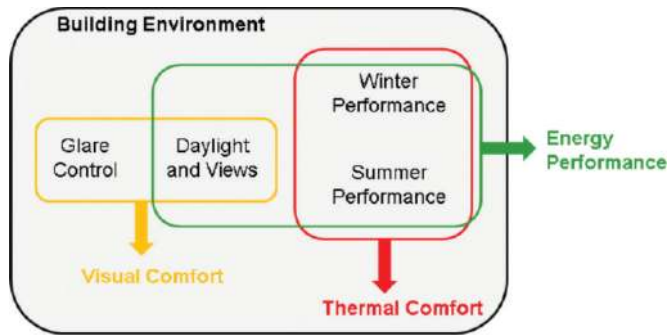 Building Environment
Winter
Performance
Glare
Control
Daylight
and Views
Energy
Performance
Summer
Performance
Visual Comfort
Thermal Comfort